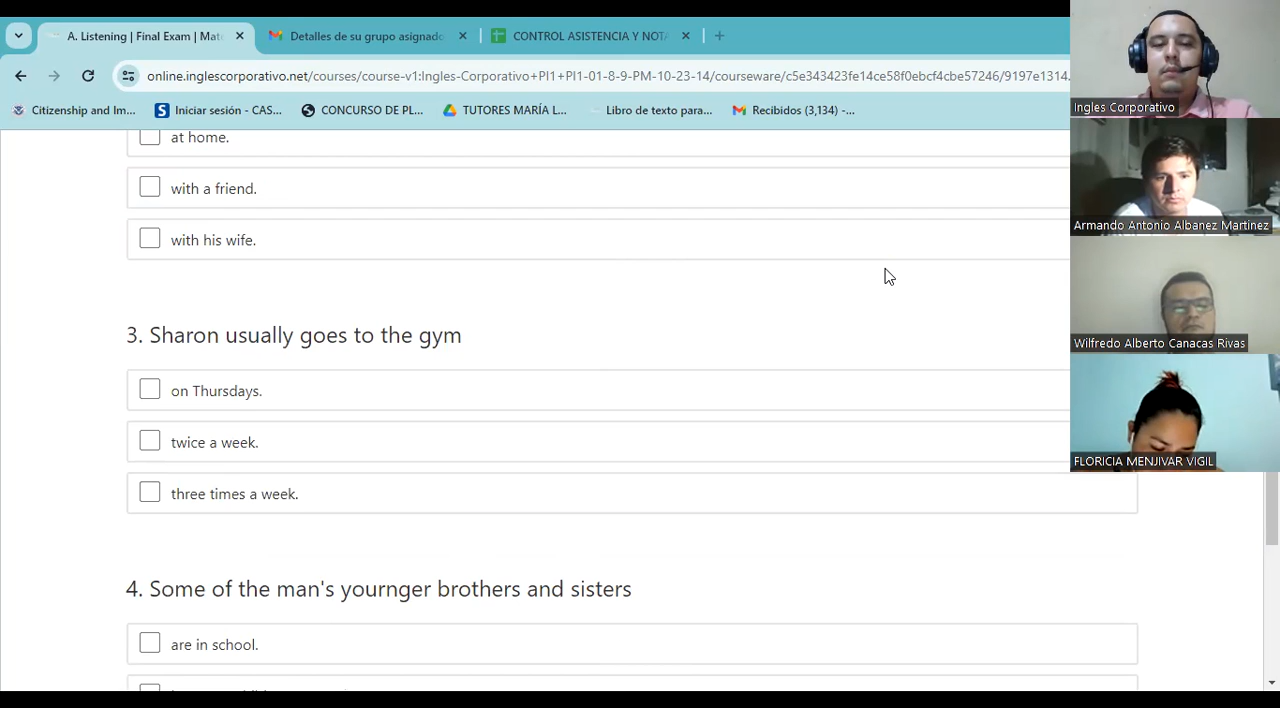 A. Listening | Final Exam | Mate
Detalles de su grupo asignado
CONTROL ASISTENCIA Y NOTA
online.inglescorporativo.net/courses/course-v1:Ingles-Corporativo+PI1+PI1-01-8-9-PM-10-23-14/courseware/c5e343423fe14ce58f0ebcf4cbe57246/9197e1314.
Citizenship and Im...
Iniciar sesión - CAS...
CONCURSO DE PL...
TUTORES MARÍA L...
Libro de texto para...
Recibidos (3,134) -...
at home.
with a friend.
with his wife.
3. Sharon usually goes to the gym
on Thursdays.
twice a week.
three times a week.
4. Some of the man's yournger brothers and sisters
are in school.
Ingles Corporativo
Armando Antonio Albanez Martinez
Wilfredo Alberto Canacas Rivas
FLORICIA MENJIVAR VIGIL